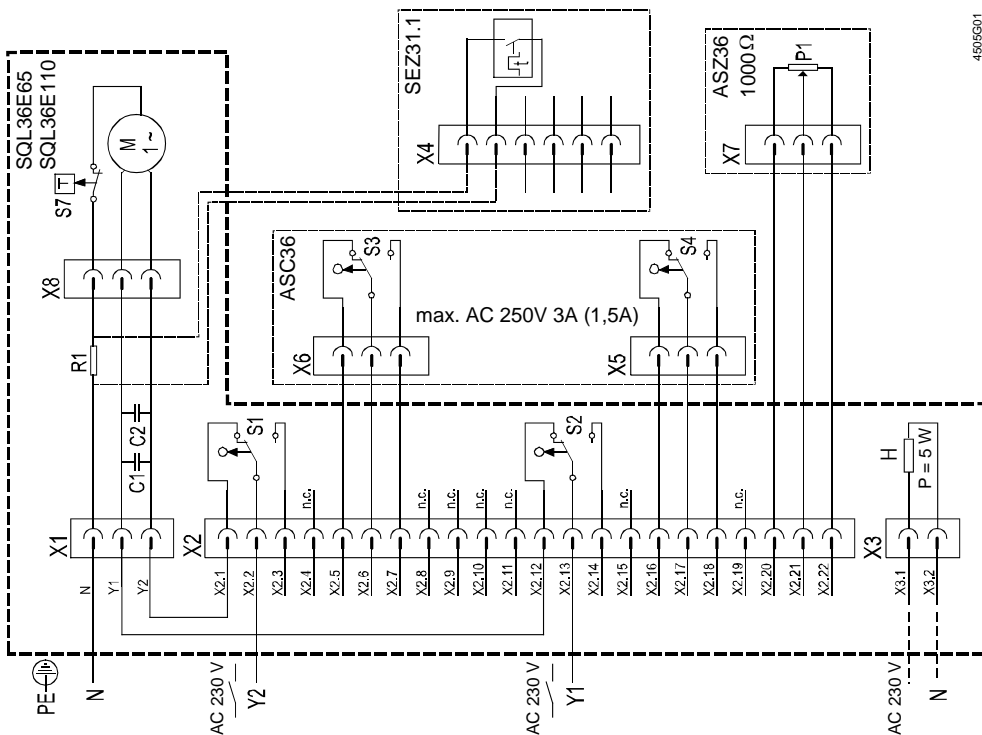 4505G01
SQL36E65
SQL36E110
M
1~
T
S7
X8
R1
C1
C2
X1
N
Y1
Y2
SEZ31.1
t
X4
ASZ36
1000Ω
P1
X7
ASC36
S3
S4
max. AC 250V 3A (1,5A)
X6
X5
S1
S2
H
P = 5 W
n.c.
n.c.
n.c.
n.c.
n.c.
n.c.
n.c.
X2
X3
X2.1
X2.2
X2.3
X2.4
X2.5
X2.6
X2.7
X2.8
X2.9
X2.10
X2.11
X2.12
X2.13
X2.14
X2.15
X2.16
X2.17
X2.18
X2.19
X2.20
X2.21
X2.22
X3.1
X3.2
PE
N
AC 230 V
Y2
AC 230 V
Y1
AC 230 V
N